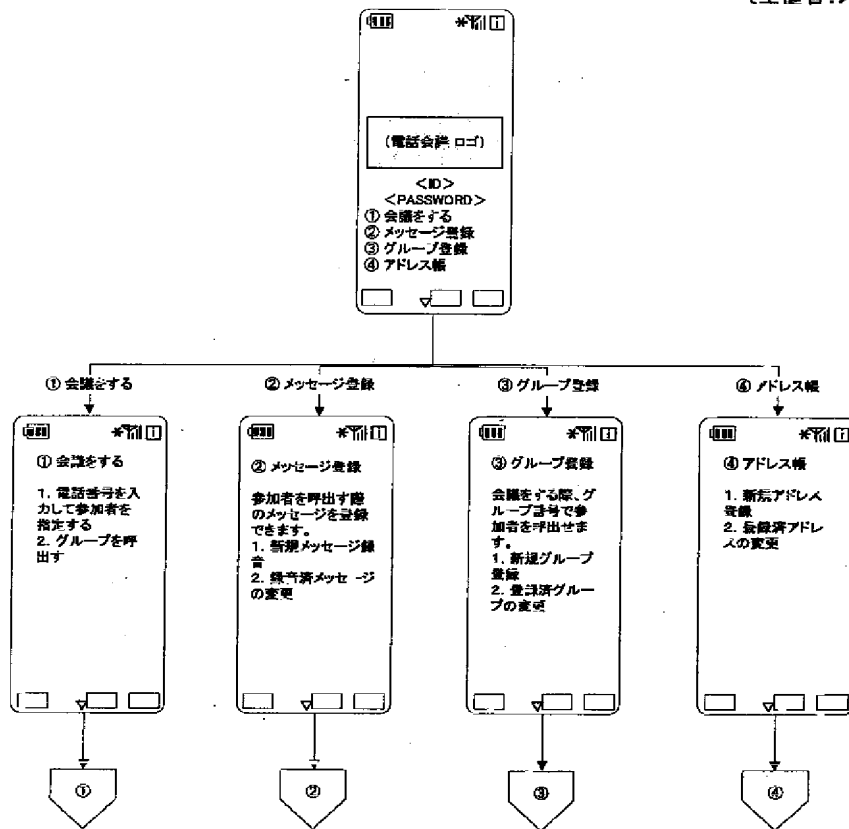 (電話会議 ロゴ)
<ID>
<PASSWORD>
① 会議をする
② メッセージ登録
③ グループ登録
④ アドレス帳
① 会議をする
② メッセージ登録
③ グループ登録
④ アドレス帳
① 会議をする
1. 電話番号を入
力して参加者を
指定する
2. グループを呼
出す
② メッセージ登録
参加者を呼出す際
のメッセージを登録
できます。
1. 新規メッセージ録
音
2. 録音済メッセージ
の変更
③ グループ登録
会議をする際、グ
ループ番号で参
加者を呼出せま
す。
1. 新規グループ
登録
2. 登録済グルー
プの変更
④ アドレス帳
1. 新規アドレス
登録
2. 登録済アドレ
スの変更
①
②
③
④